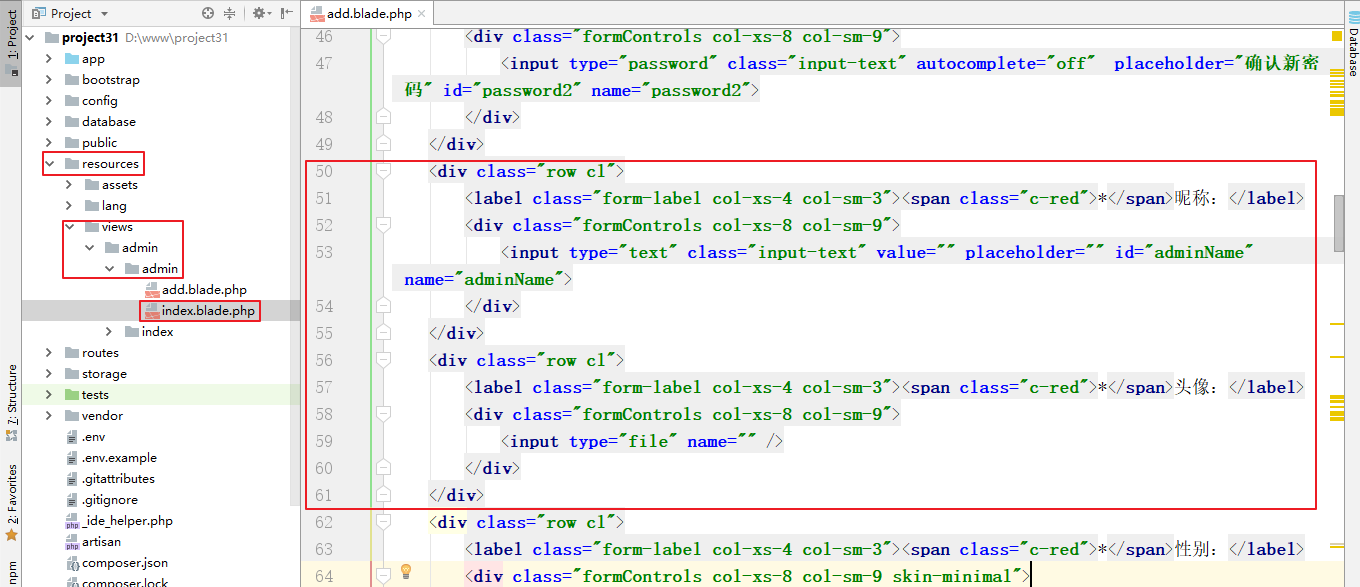 Project
add.blade.php
1: Project
7: Structure
2: Favorites
npm
project31 D:\www\project31
app
bootstrap
config
database
public
resources
assets
lang
views
admin
admin
add.blade.php
index.blade.php
index
routes
storage
tests
vendor
.env
.env.example
.gitattributes
.gitignore
_ide_helper.php
artisan
composer.json
composer.lock
46 <div class="formControls col-xs-8 col-sm-9">
47 <input type="password" class="input-text" autocomplete="off"  placeholder="确认新密
码" id="password2" name="password2">
48 </div>
49 </div>
50 <div class="row cl">
51 <label class="form-label col-xs-4 col-sm-3"><span class="c-red">*</span>昵称：</label>
52 <div class="formControls col-xs-8 col-sm-9">
53 <input type="text" class="input-text" value="" placeholder="" id="adminName"
name="adminName">
54 </div>
55 </div>
56 <div class="row cl">
57 <label class="form-label col-xs-4 col-sm-3"><span class="c-red">*</span>头像：</label>
58 <div class="formControls col-xs-8 col-sm-9">
59 <input type="file" name="" />
60 </div>
61 </div>
62 <div class="row cl">
63 <label class="form-label col-xs-4 col-sm-3"><span class="c-red">*</span>性别：</label>
64 <div class="formControls col-xs-8 col-sm-9 skin-minimal">
Database